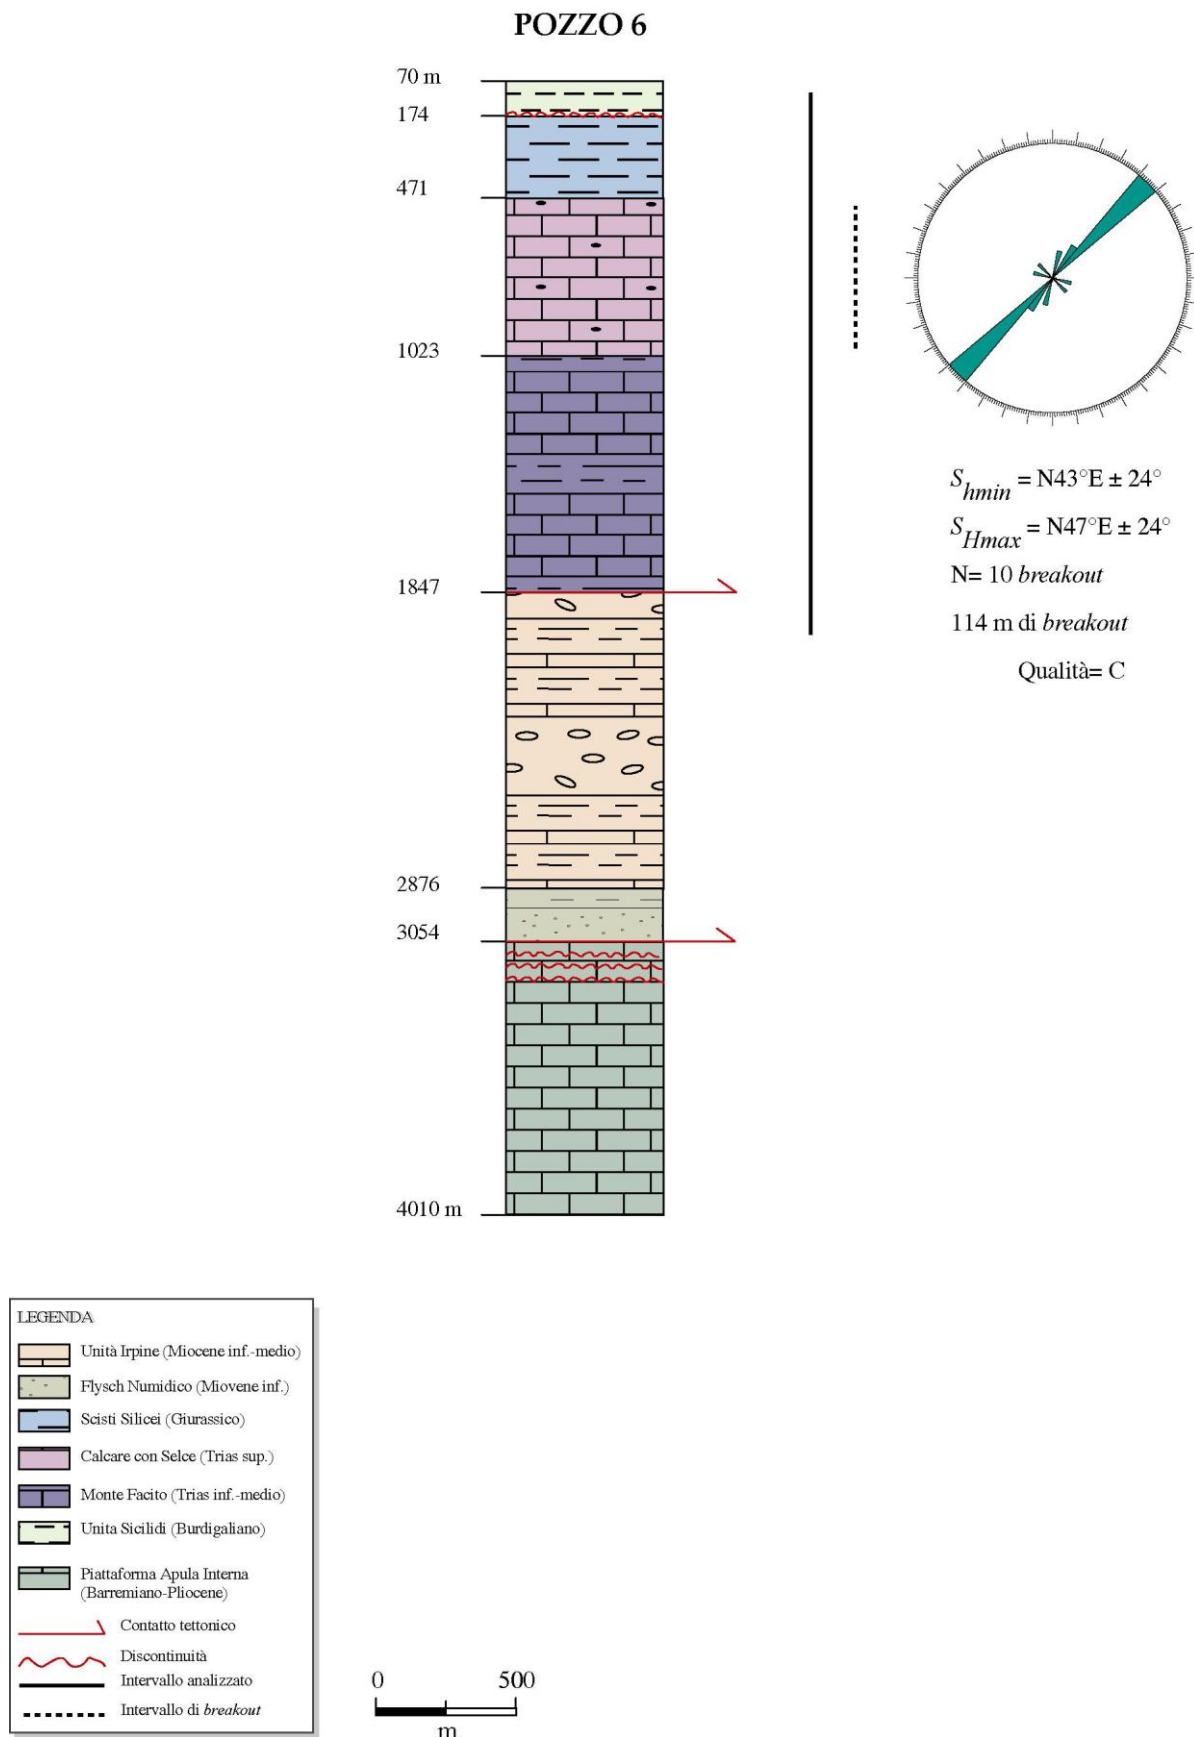 POZZO 6
70 m
174
471
1023
1847
2876
3054
4010 m
S_hmin = N43°E ± 24°
S_Hmax = N47°E ± 24°
N= 10 breakout
114 m di breakout
Qualità= C
LEGENDA
Unità Irpine (Miocene inf.-medio)
Flysch Numidico (Miovene inf.)
Scisti Silicei (Giurassico)
Calcare con Selce (Trias sup.)
Monte Facito (Trias inf.-medio)
Unita Sicilidi (Burdigaliano)
Piattaforma Apula Interna
(Barremiano-Pliocene)
Contatto tettonico
Discontinuità
Intervallo analizzato
Intervallo di breakout
0 500
m